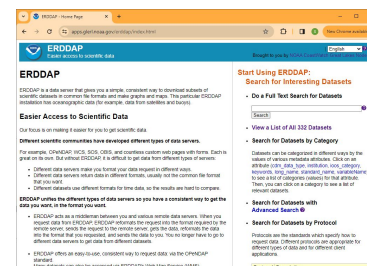 ERDDAP
apps.glerl.noaa.gov/erddap/index.html
New Chrome available
ERDDAP
Easier access to scientific data
English
Brought to you by NOAA CoastWatch Great Lakes Node
ERDDAP
ERDDAP is a data server that gives you a simple, consistent way to download subsets of
scientific datasets in common file formats and make graphs and maps. This particular ERDDAP
installation has oceanographic data (for example, data from satellites and buoys).
Easier Access to Scientific Data
Our focus is on making it easier for you to get scientific data.
Different scientific communities have developed different types of data servers.
For example, OPeNDAP, WCS, SOS, OBIS, and countless custom web pages with forms. Each is
great on its own. But without ERDDAP, it is difficult to get data from different types of servers:
• Different data servers make you format your data request in different ways.
• Different data servers return data in different formats, usually not the common file format
that you want.
• Different datasets use different formats for time data, so the results are hard to compare.
ERDDAP unifies the different types of data servers so you have a consistent way to get the
data you want, in the format you want.
• ERDDAP acts as a middleman between you and various remote data servers. When you
request data from ERDDAP, ERDDAP reformats the request into the format required by the
remote server, sends the request to the remote server, gets the data, reformats the data
into the format that you requested, and sends the data to you. You no longer have to go to
different data servers to get data from different datasets.
• ERDDAP offers an easy-to-use, consistent way to request data: via the OPeNDAP
standard.
Start Using ERDDAP:
Search for Interesting Datasets
• Do a Full Text Search for Datasets
Search
• View a List of All 332 Datasets
• Search for Datasets by Category
Datasets can be categorized in different ways by the
values of various metadata attributes. Click on an
attribute (cdm_data_type, institution, ioos_category,
keywords, long_name, standard_name, variableName)
to see a list of categories (values) for that attribute.
Then, you can click on a category to see a list of
relevant datasets.
• Search for Datasets with
Advanced Search
• Search for Datasets by Protocol
Protocols are the standards which specify how to
request data. Different protocols are appropriate for
different types of data and for different client
applications.